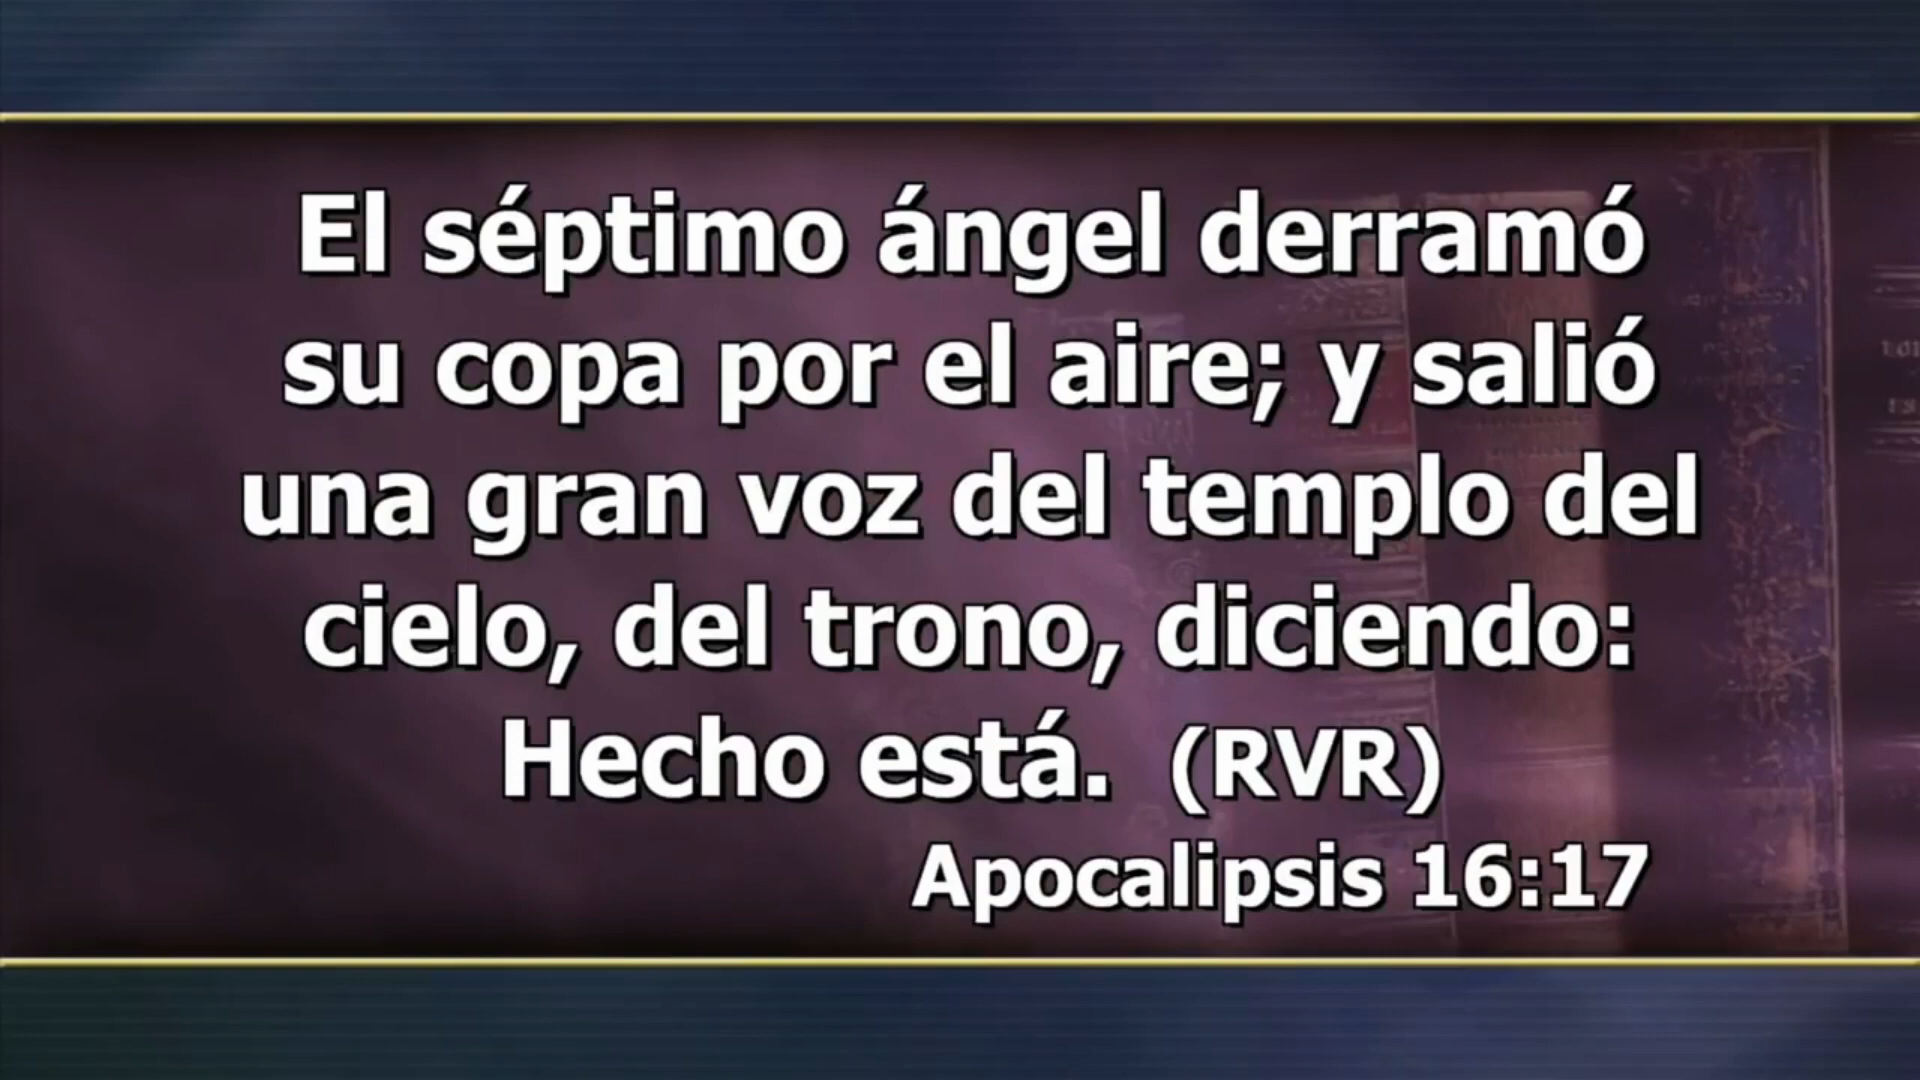 El séptimo ángel derramó
su copa por el aire; y salió
una gran voz del templo del
cielo, del trono, diciendo:
Hecho está. (RVR)
Apocalipsis 16:17